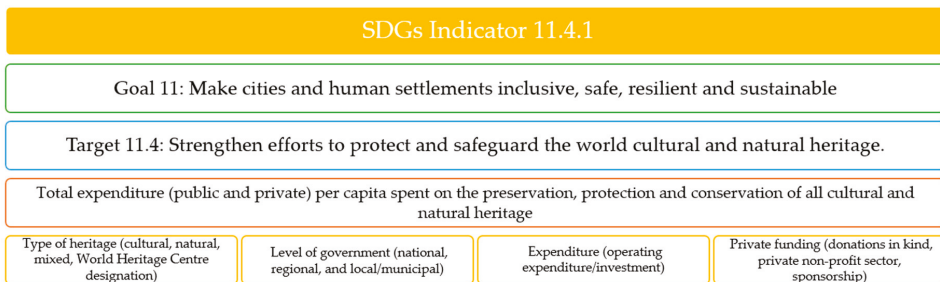 SDGs Indicator 11.4.1
Goal 11: Make cities and human settlements inclusive, safe, resilient and sustainable
Target 11.4: Strengthen efforts to protect and safeguard the world cultural and natural heritage.
Total expenditure (public and private) per capita spent on the preservation, protection and conservation of all cultural and
natural heritage
Type of heritage (cultural, natural,
mixed, World Heritage Centre
designation)
Level of government (national,
regional, and local/municipal)
Expenditure (operating
expenditure/investment)
Private funding (donations in kind,
private non-profit sector,
sponsorship)